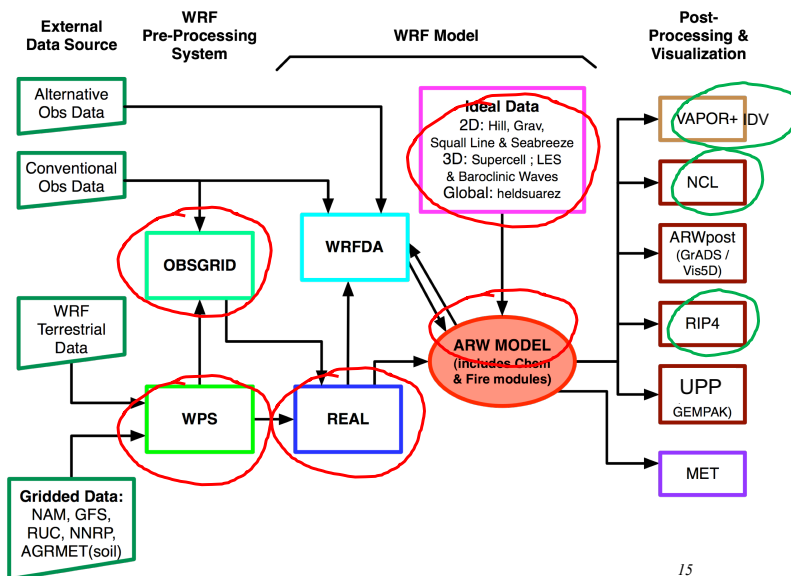 External
Data Source
WRF
Pre-Processing
System
WRF Model
Post-
Processing &
Visualization
Alternative
Obs Data
Conventional
Obs Data
WRF
Terrestrial
Data
Gridded Data:
NAM, GFS,
RUC, NNRP,
AGRMET(soil)
OBSGRID
WPS
REAL
WRFDA
Ideal Data
2D: Hill, Grav,
Squall Line & Seabreeze
3D: Supercell ; LES
& Baroclinic Waves
Global: heldsuarez
ARW MODEL
(includes Chem
& Fire modules)
VAPOR+ IDV
NCL
ARWpost
(GrADS /
Vis5D)
RIP4
UPP
GEMPAK)
MET
15